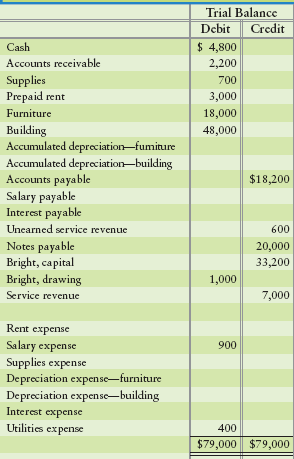 Trial Balance
Debit Credit
Cash $ 4,800
Accounts receivable 2,200
Supplies 700
Prepaid rent 3,000
Furniture 18,000
Building 48,000
Accumulated depreciation—furniture
Accumulated depreciation—building
Accounts payable $18,200
Salary payable
Interest payable
Unearned service revenue 600
Notes payable 20,000
Bright, capital 33,200
Bright, drawing 1,000
Service revenue 7,000
Rent expense
Salary expense 900
Supplies expense
Depreciation expense—furniture
Depreciation expense—building
Interest expense
Utilities expense 400
$79,000 $79,000